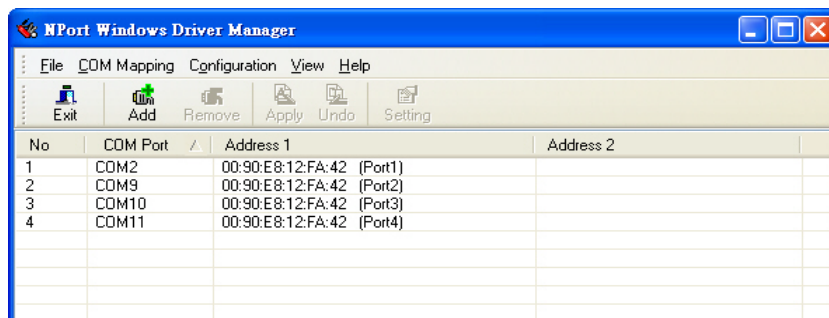 NPort Windows Driver Manager
File COM Mapping Configuration View Help
Exit Add Remove Apply Undo Setting
No COM Port Address 1 Address 2
1 COM2 00:90:E8:12:FA:42 (Port1)
2 COM9 00:90:E8:12:FA:42 (Port2)
3 COM10 00:90:E8:12:FA:42 (Port3)
4 COM11 00:90:E8:12:FA:42 (Port4)